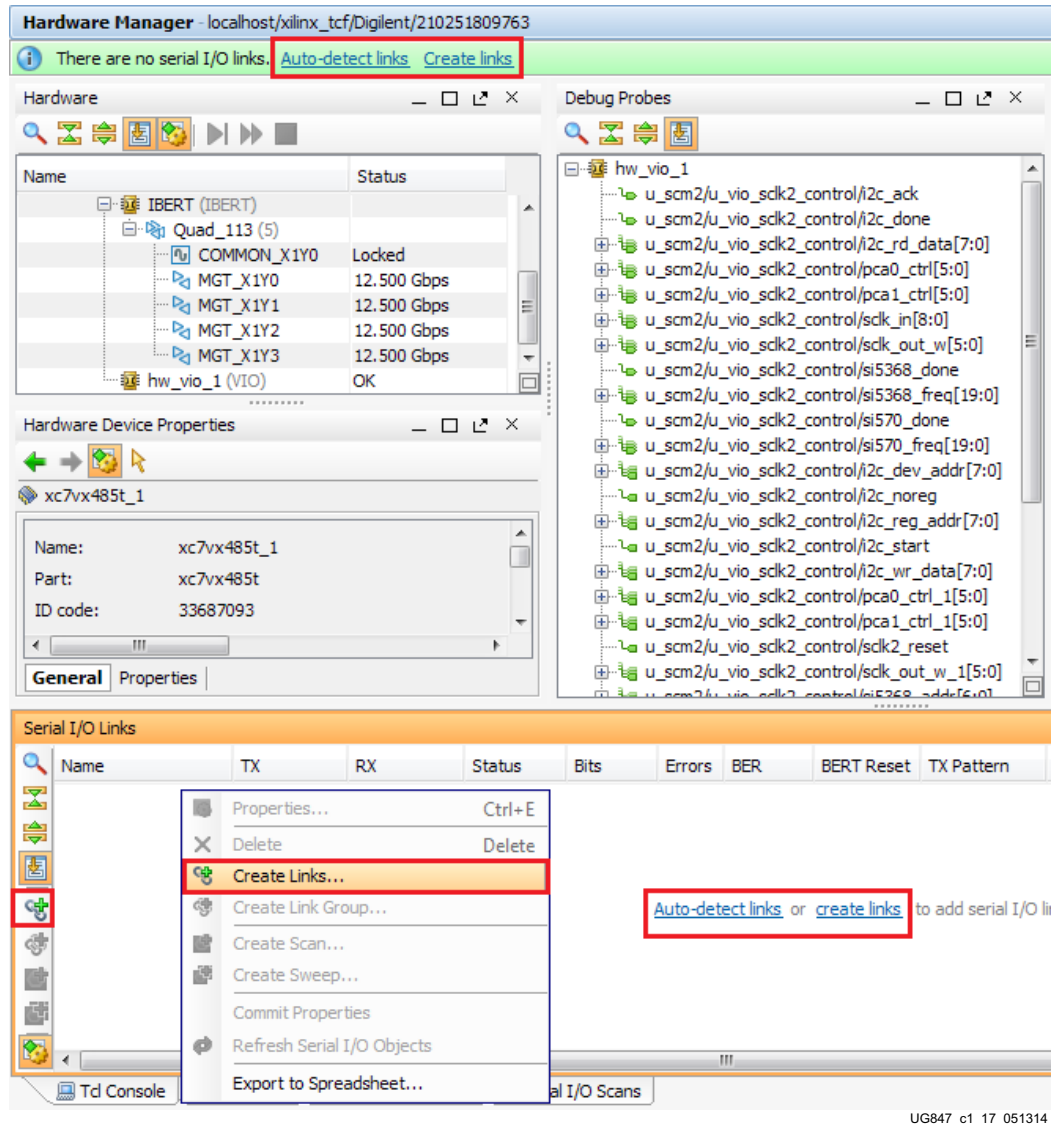 Hardware Manager - localhost/xilinx_tcf/Digilent/210251809763
There are no serial I/O links. Auto-detect links Create links
Hardware
Name Status
IBERT (IBERT)
Quad_113 (5)
COMMON_X1Y0 Locked
MGT_X1Y0 12.500 Gbps
MGT_X1Y1 12.500 Gbps
MGT_X1Y2 12.500 Gbps
MGT_X1Y3 12.500 Gbps
hw_vio_1 (VIO) OK
Hardware Device Properties
xc7vx485t_1
Name: xc7vx485t_1
Part: xc7vx485t
ID code: 33687093
General Properties
Debug Probes
hw_vio_1
u_scm2/u_vio_sclk2_control/i2c_ack
u_scm2/u_vio_sclk2_control/i2c_done
u_scm2/u_vio_sclk2_control/i2c_rd_data[7:0]
u_scm2/u_vio_sclk2_control/pca0_ctrl[5:0]
u_scm2/u_vio_sclk2_control/pca1_ctrl[5:0]
u_scm2/u_vio_sclk2_control/sclk_in[8:0]
u_scm2/u_vio_sclk2_control/sclk_out_w[5:0]
u_scm2/u_vio_sclk2_control/si5368_done
u_scm2/u_vio_sclk2_control/si5368_freq[19:0]
u_scm2/u_vio_sclk2_control/si570_done
u_scm2/u_vio_sclk2_control/si570_freq[19:0]
u_scm2/u_vio_sclk2_control/i2c_dev_addr[7:0]
u_scm2/u_vio_sclk2_control/i2c_noreg
u_scm2/u_vio_sclk2_control/i2c_reg_addr[7:0]
u_scm2/u_vio_sclk2_control/i2c_start
u_scm2/u_vio_sclk2_control/i2c_wr_data[7:0]
u_scm2/u_vio_sclk2_control/pca0_ctrl_1[5:0]
u_scm2/u_vio_sclk2_control/pca1_ctrl_1[5:0]
u_scm2/u_vio_sclk2_control/sclk2_reset
u_scm2/u_vio_sclk2_control/sclk_out_w_1[5:0]
u_scm2/u_vio_sclk2_control/si5368_addr[6:0]
Serial I/O Links
Name TX RX Status Bits Errors BER BERT Reset TX Pattern
Properties... Ctrl+E
Delete Delete
Create Links...
Create Link Group...
Create Scan...
Create Sweep...
Commit Properties
Refresh Serial I/O Objects
Export to Spreadsheet...
Auto-detect links or create links to add serial I/O li
Tcl Console al I/O Scans
UG847_c1_17_051314